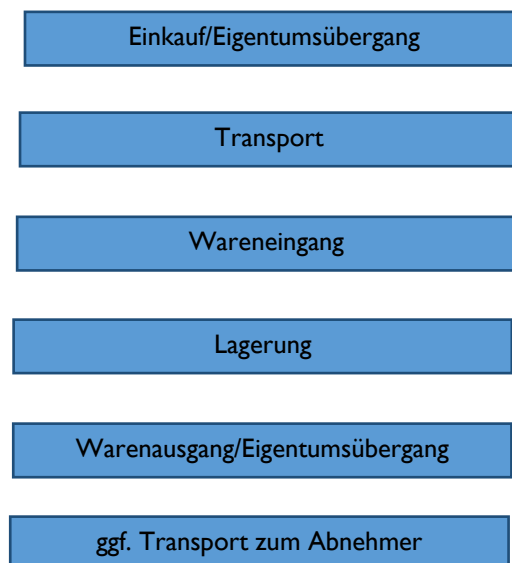 Einkauf/Eigentumsübergang
Transport
Wareneingang
Lagerung
Warenausgang/Eigentumsübergang
ggf. Transport zum Abnehmer